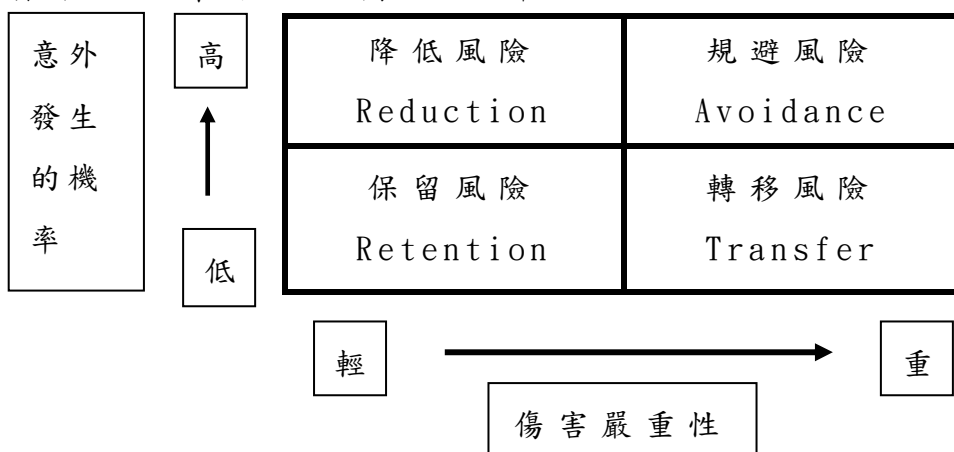 意外
發生
的機
率
高
低
降低風險
Reduction
規避風險
Avoidance
保留風險
Retention
轉移風險
Transfer
輕
重
傷害嚴重性